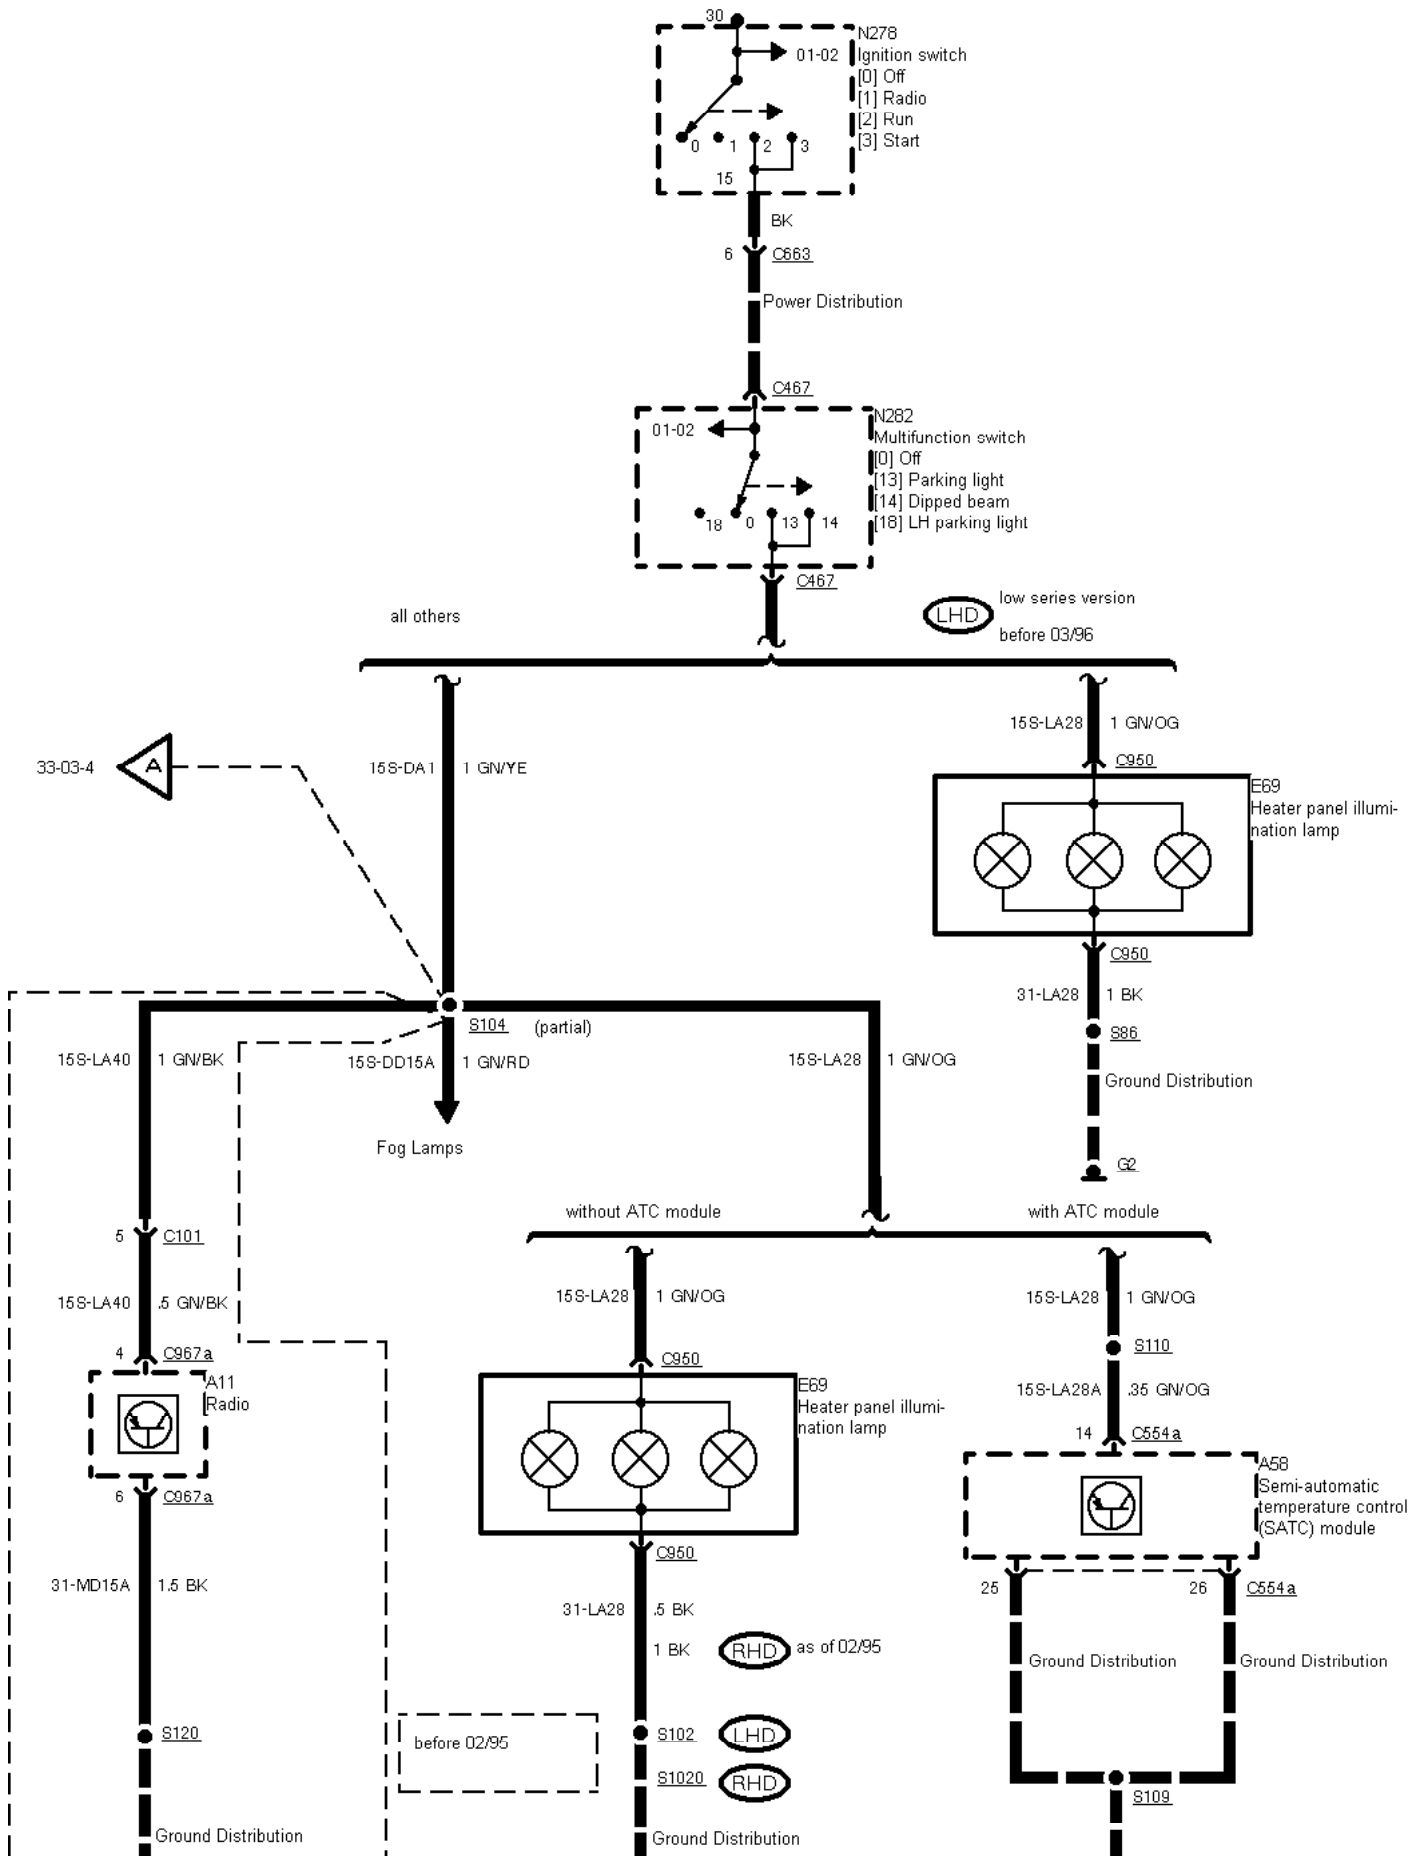 30
N278
01-02
Ignition switch
[0] Off
[1] Radio
[2] Run
[3] Start
0 1 2 3
15
BK
6 C663
Power Distribution
C467
N282
01-02
Multifunction switch
[0] Off
[13] Parking light
[14] Dipped beam
[18] LH parking light
18 0 13 14
C467
all others
LHD
low series version
before 03/96
15S-LA28 1 GN/OG
33-03-4
A
15S-DA1 1 GN/YE
C950
E69
Heater panel illumi-
nation lamp
C950
31-LA28 1 BK
S104 (partial)
S86
15S-LA40 1 GN/BK
15S-DD15A 1 GN/RD
15S-LA28 1 GN/OG
Ground Distribution
Fog Lamps
G2
without ATC module
with ATC module
5 C101
15S-LA40 .5 GN/BK
15S-LA28 1 GN/OG
15S-LA28 1 GN/OG
4 C967a
C950
S110
A11
Radio
E69
Heater panel illumi-
nation lamp
15S-LA28A .35 GN/OG
14 C554a
A58
Semi-automatic
temperature control
(SATC) module
6 C967a
C950
31-MD15A 1.5 BK
25
26 C554a
31-LA28 .5 BK
1 BK
RHD
as of 02/95
Ground Distribution
Ground Distribution
S120
before 02/95
S102
LHD
S1020
RHD
S109
Ground Distribution
Ground Distribution